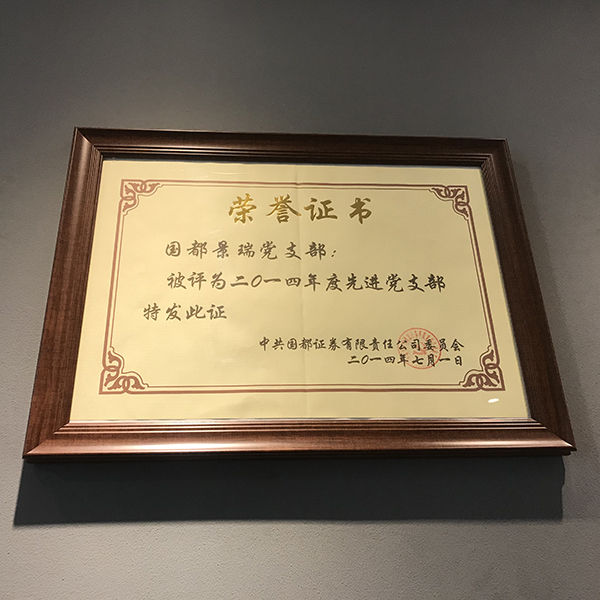 荣誉证书
国都景瑞党支部：
被评为二〇一四年度先进党支部
特发此证
中共国都证券有限责任公司委员会
二〇一四年七月一日